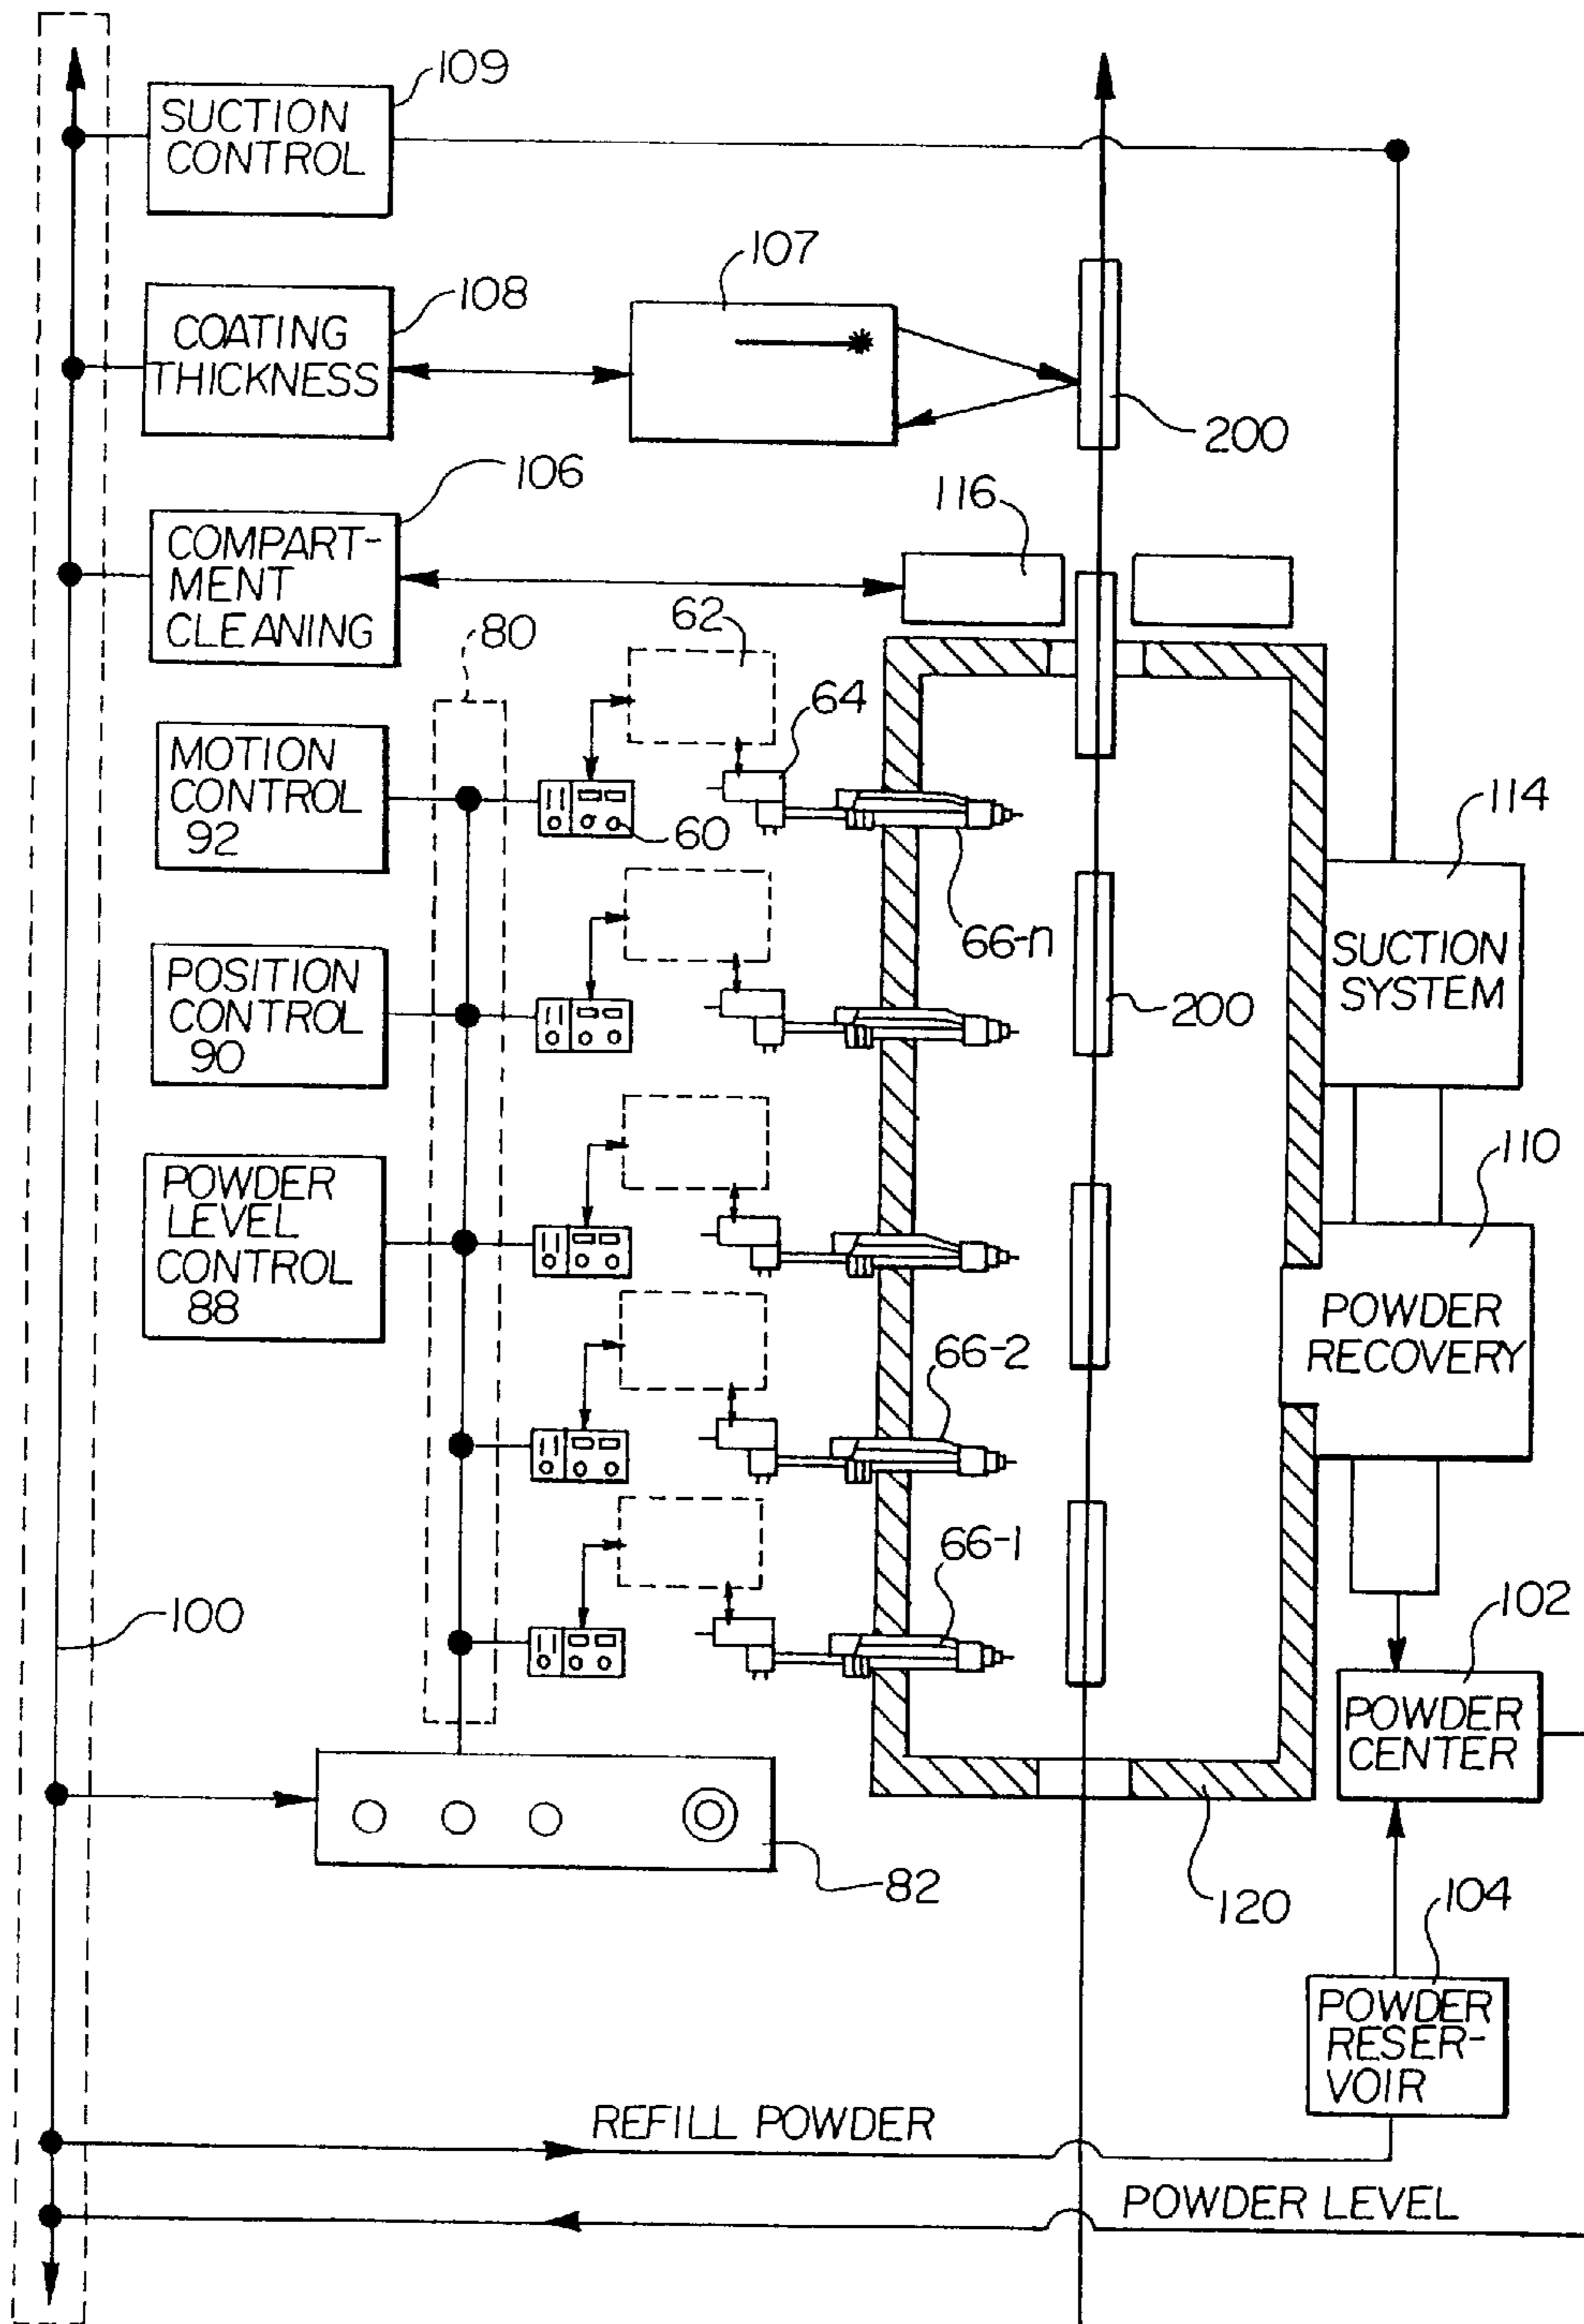 109
SUCTION
CONTROL
107
108
COATING
THICKNESS
200
106
116
COMPART-
MENT
CLEANING
80
62
64
MOTION
CONTROL
92
60
114
66-n
SUCTION
SYSTEM
POSITION
CONTROL
90
200
110
POWDER
LEVEL
CONTROL
88
POWDER
RECOVERY
66-2
66-1
100
102
POWDER
CENTER
82
120
104
POWDER
RESER-
VOIR
REFILL POWDER
POWDER LEVEL